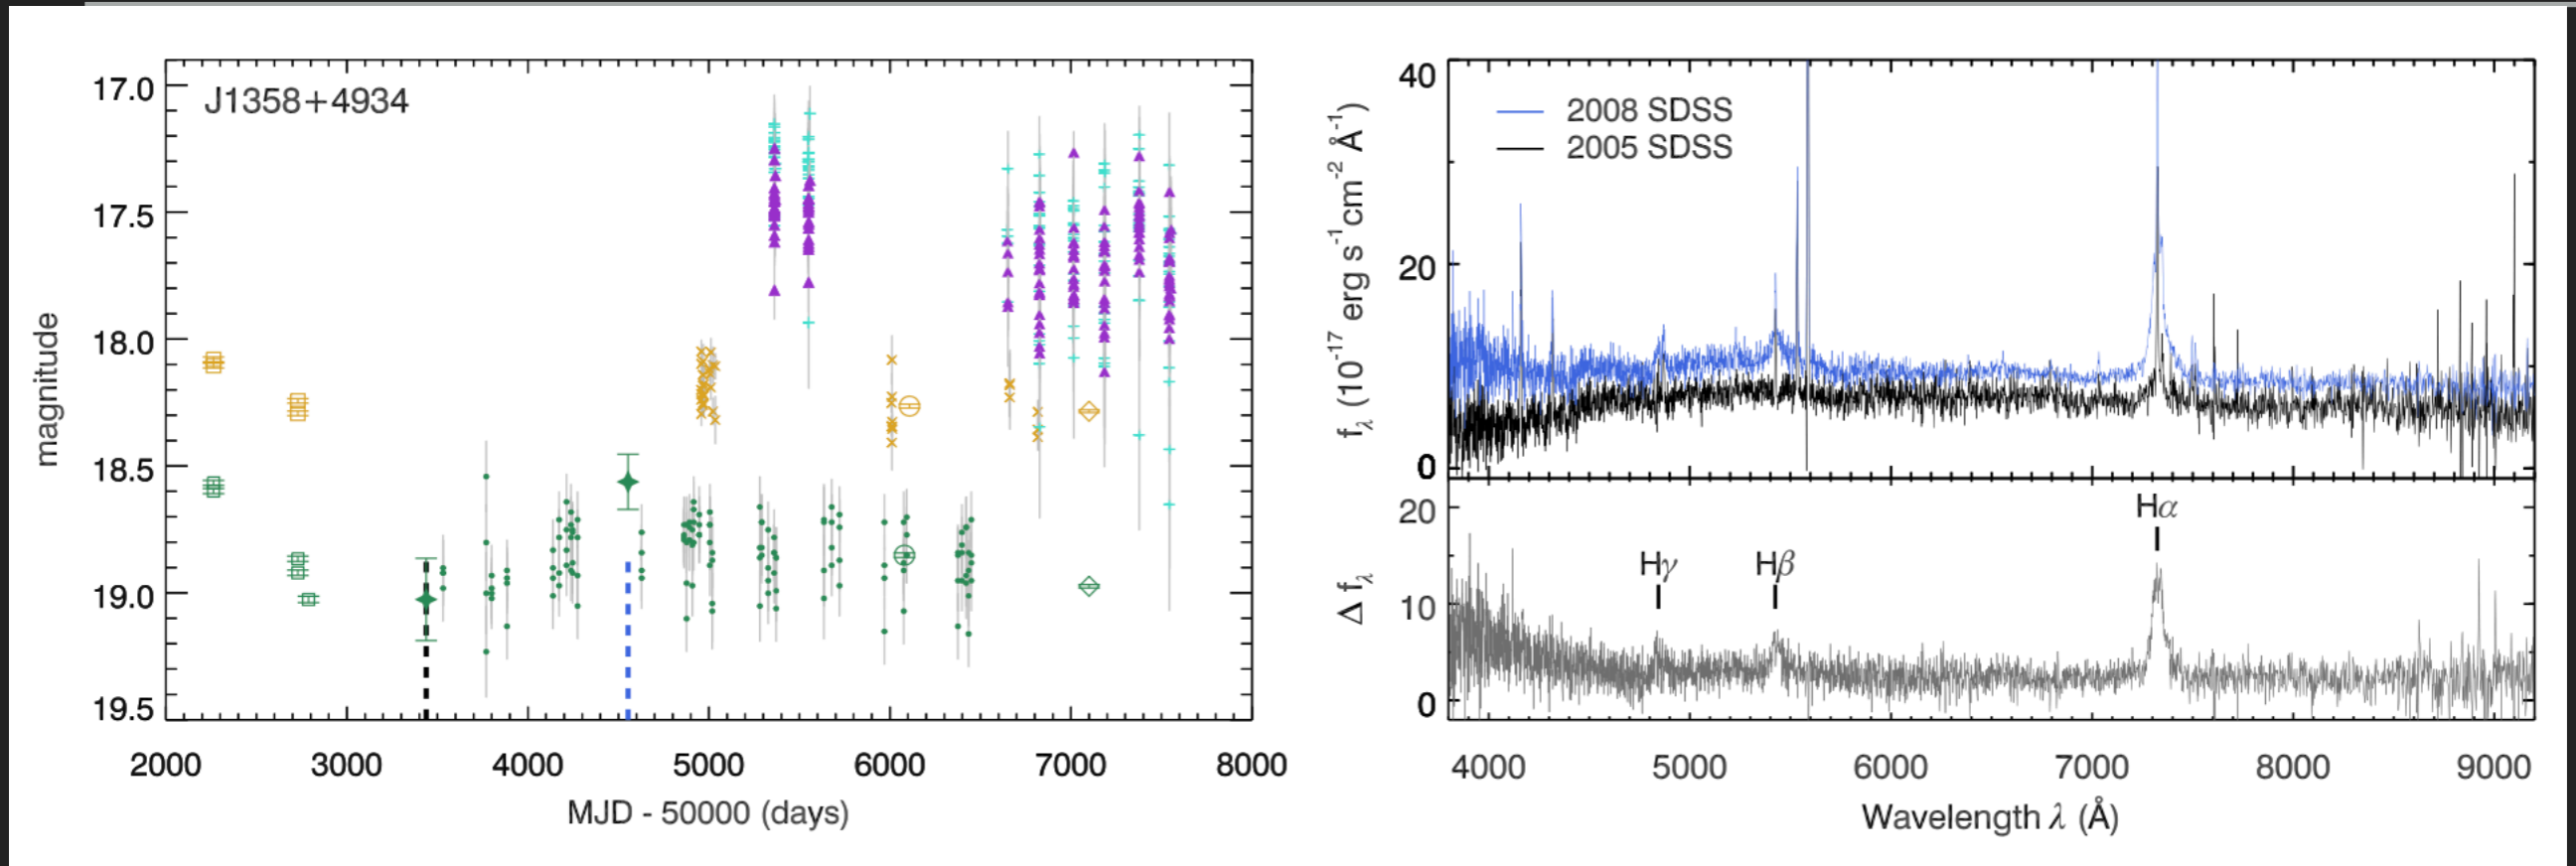 J1358+4934
magnitude
17.0
17.5
18.0
18.5
19.0
19.5
2000 3000 4000 5000 6000 7000 8000
MJD - 50000 (days)
2008 SDSS
2005 SDSS
f_λ (10⁻¹⁷ erg s⁻¹cm⁻² Å⁻¹)
40
20
0
Δ f_λ
20
10
0
Hγ Hβ Hα
4000 5000 6000 7000 8000 9000
Wavelength λ (Å)